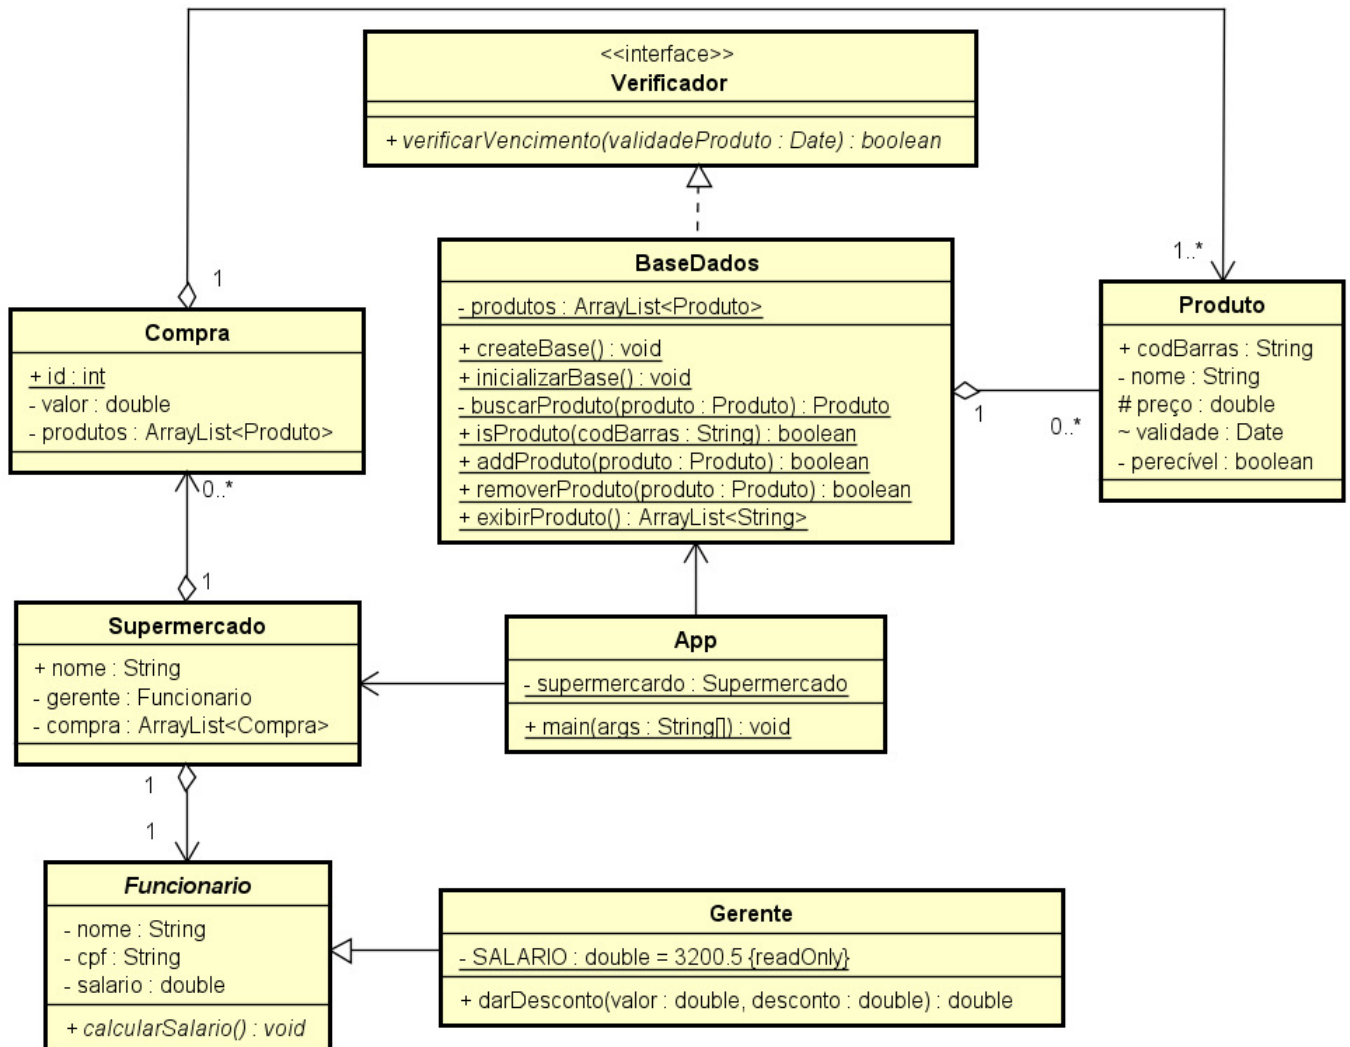 <<interface>>
Verificador
+ verificarVencimento(validadeProduto : Date) : boolean
1
1..*
BaseDados
- produtos : ArrayList<Produto>
+ createBase() : void
+ inicializarBase() : void
- buscarProduto(produto : Produto) : Produto
+ isProduto(codBarras : String) : boolean
+ addProduto(produto : Produto) : boolean
+ removerProduto(produto : Produto) : boolean
+ exibirProduto() : ArrayList<String>
1
0..*
Produto
+ codBarras : String
- nome : String
# preço : double
~ validade : Date
- perecível : boolean
Compra
+ id : int
- valor : double
- produtos : ArrayList<Produto>
0..*
1
Supermercado
+ nome : String
- gerente : Funcionario
- compra : ArrayList<Compra>
App
- supermercardo : Supermercado
+ main(args : String[]) : void
1
1
Funcionario
- nome : String
- cpf : String
- salario : double
+ calcularSalario() : void
Gerente
- SALARIO : double = 3200.5 {readOnly}
+ darDesconto(valor : double, desconto : double) : double